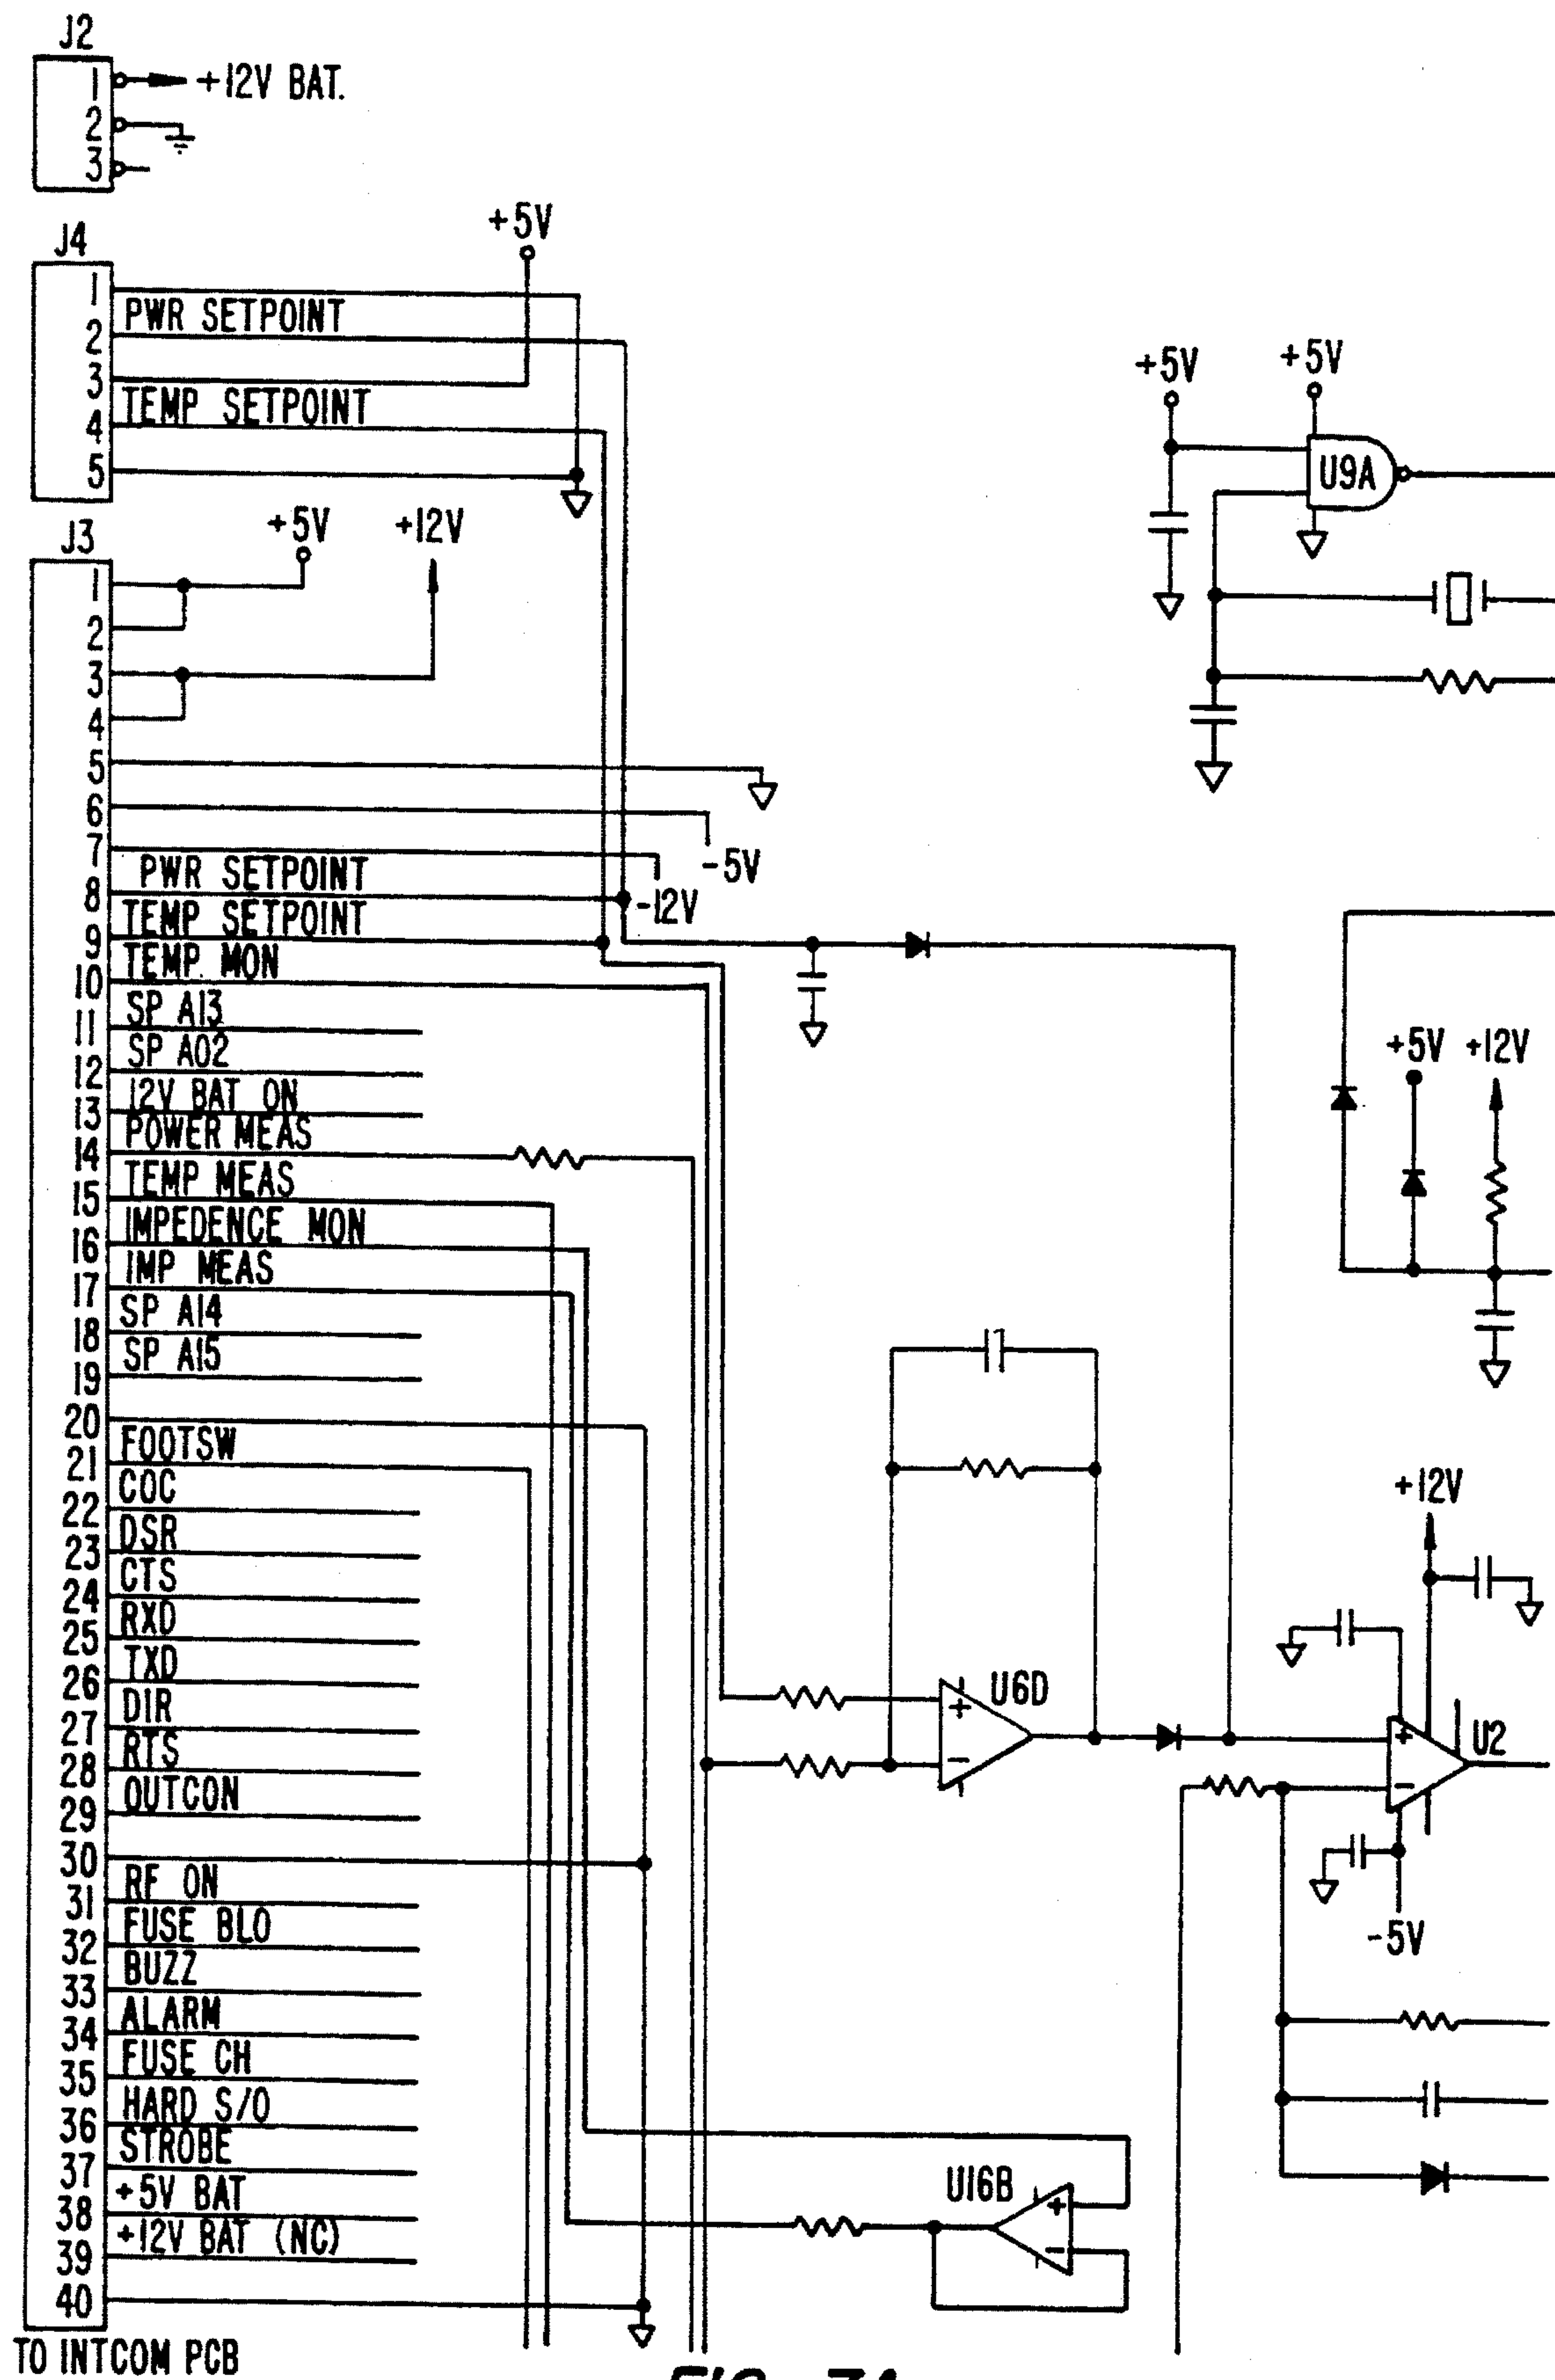 J2
1 +12V BAT.
2
3
J4
+5V
1
PWR SETPOINT
2
3
TEMP SETPOINT
4
5
J3
+5V
+12V
1
2
3
4
5
6
-5V
7
-12V
PWR SETPOINT
8
TEMP SETPOINT
9
TEMP MON
10
SP A13
11
SP A02
12
12V BAT ON
13
POWER MEAS
14
TEMP MEAS
15
IMPEDENCE MON
16
IMP MEAS
17
SP A14
18
SP A15
19
20
FOOTSW
21
COC
22
DSR
23
CTS
24
RXD
25
TXD
26
DIR
27
RTS
28
OUTCON
29
30
RF ON
31
FUSE BLO
32
BUZZ
33
ALARM
34
FUSE CH
35
HARD S/O
36
STROBE
37
+5V BAT
38
+12V BAT (NC)
39
40
TO INTCOM PCB
+5V
+5V
U9A
+5V +12V
+12V
U6D
+
-
U2
+
-
-5V
U16B
+
-